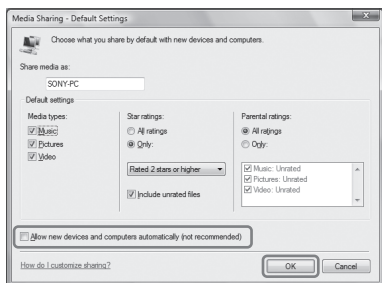 Media Sharing - Default Settings
Choose what you share by default with new devices and computers.
Share media as:
SONY-PC
Default settings
Media types:
Music
Pictures
Video
Star ratings:
All ratings
Only:
Rated 2 stars or higher
Include unrated files
Parental ratings:
All ratings
Only:
Music: Unrated
Pictures: Unrated
Video: Unrated
Allow new devices and computers automatically (not recommended)
How do I customize sharing?
OK
Cancel